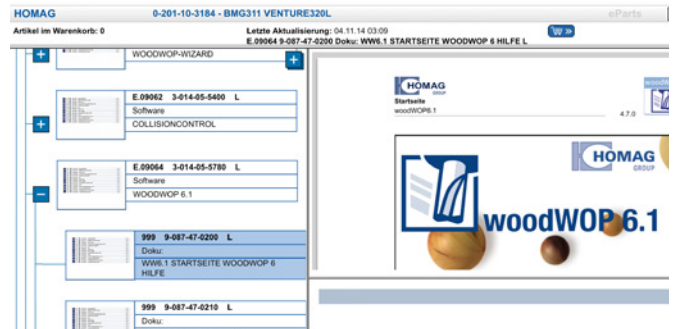 HOMAG
0-201-10-3184 - BMG311 VENTURE320L
eParts
Artikel im Warenkorb: 0
Letzte Aktualisierung: 04.11.14 03:09
E.09064 9-087-47-0200 Doku: WW6.1 STARTSEITE WOODWOP 6 HILFE L
WOODWOP-WIZARD
E.09062 3-014-05-5400 L
Software
COLLISIONCONTROL
E.09064 3-014-05-5780 L
Software
WOODWOP 6.1
999 9-087-47-0200 L
Doku:
WW6.1 STARTSEITE WOODWOP 6
HILFE
999 9-087-47-0210 L
Doku:
HOMAG
GROUP
Startseite
woodWOP6.1
4.7.0
HOMAG
GROUP
woodWOP 6.1